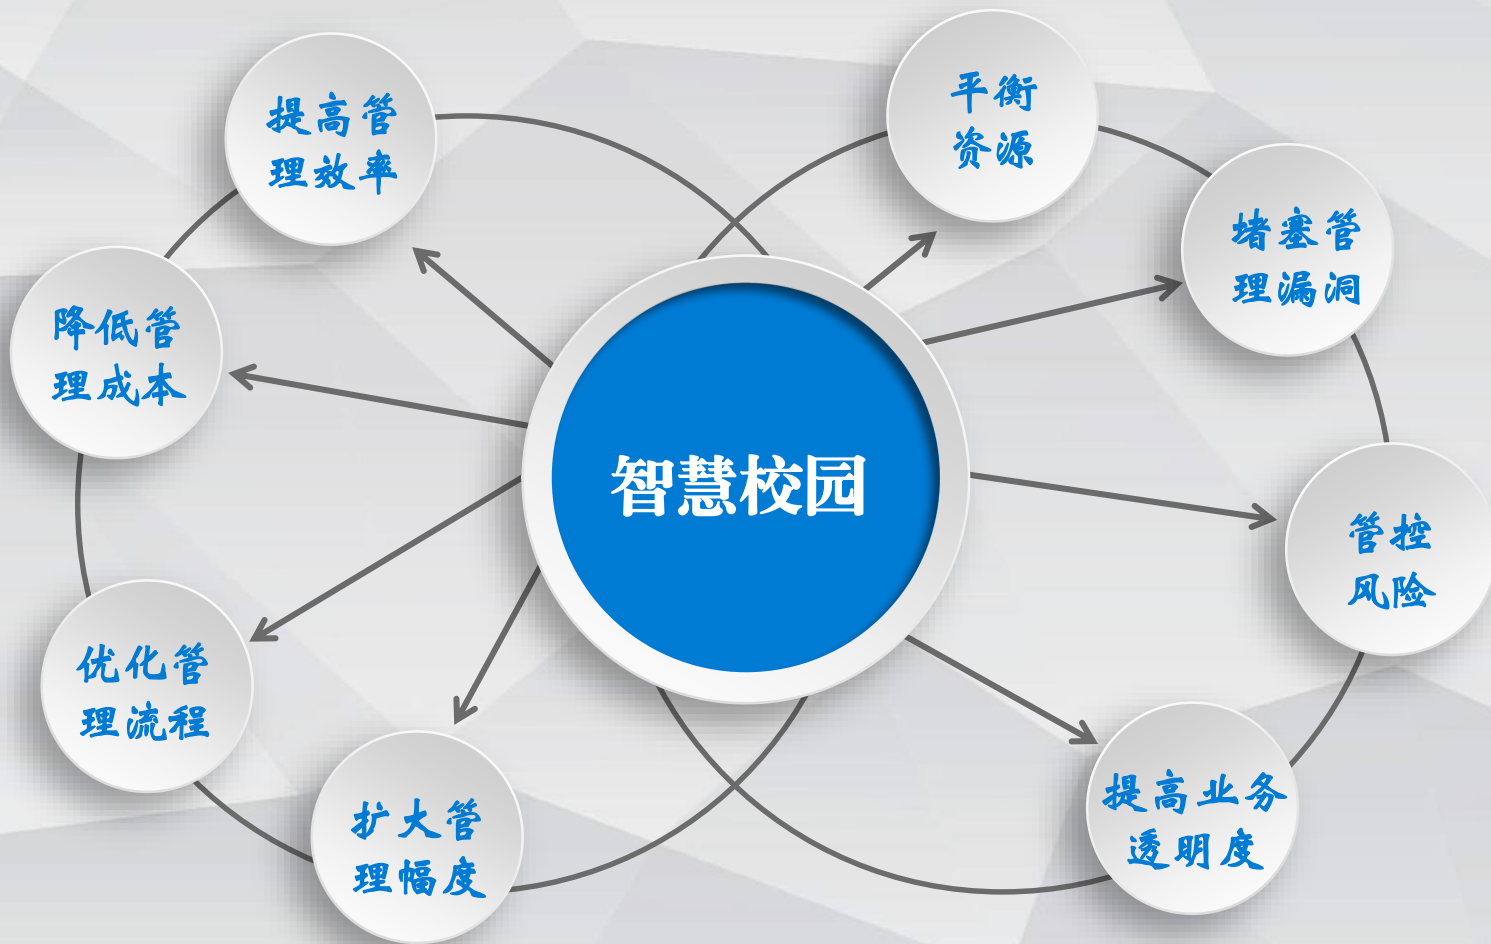 提高管
理效率
平衡
资源
堵塞管
理漏洞
降低管
理成本
智慧校园
管控
风险
优化管
理流程
扩大管
理幅度
提高业务
透明度